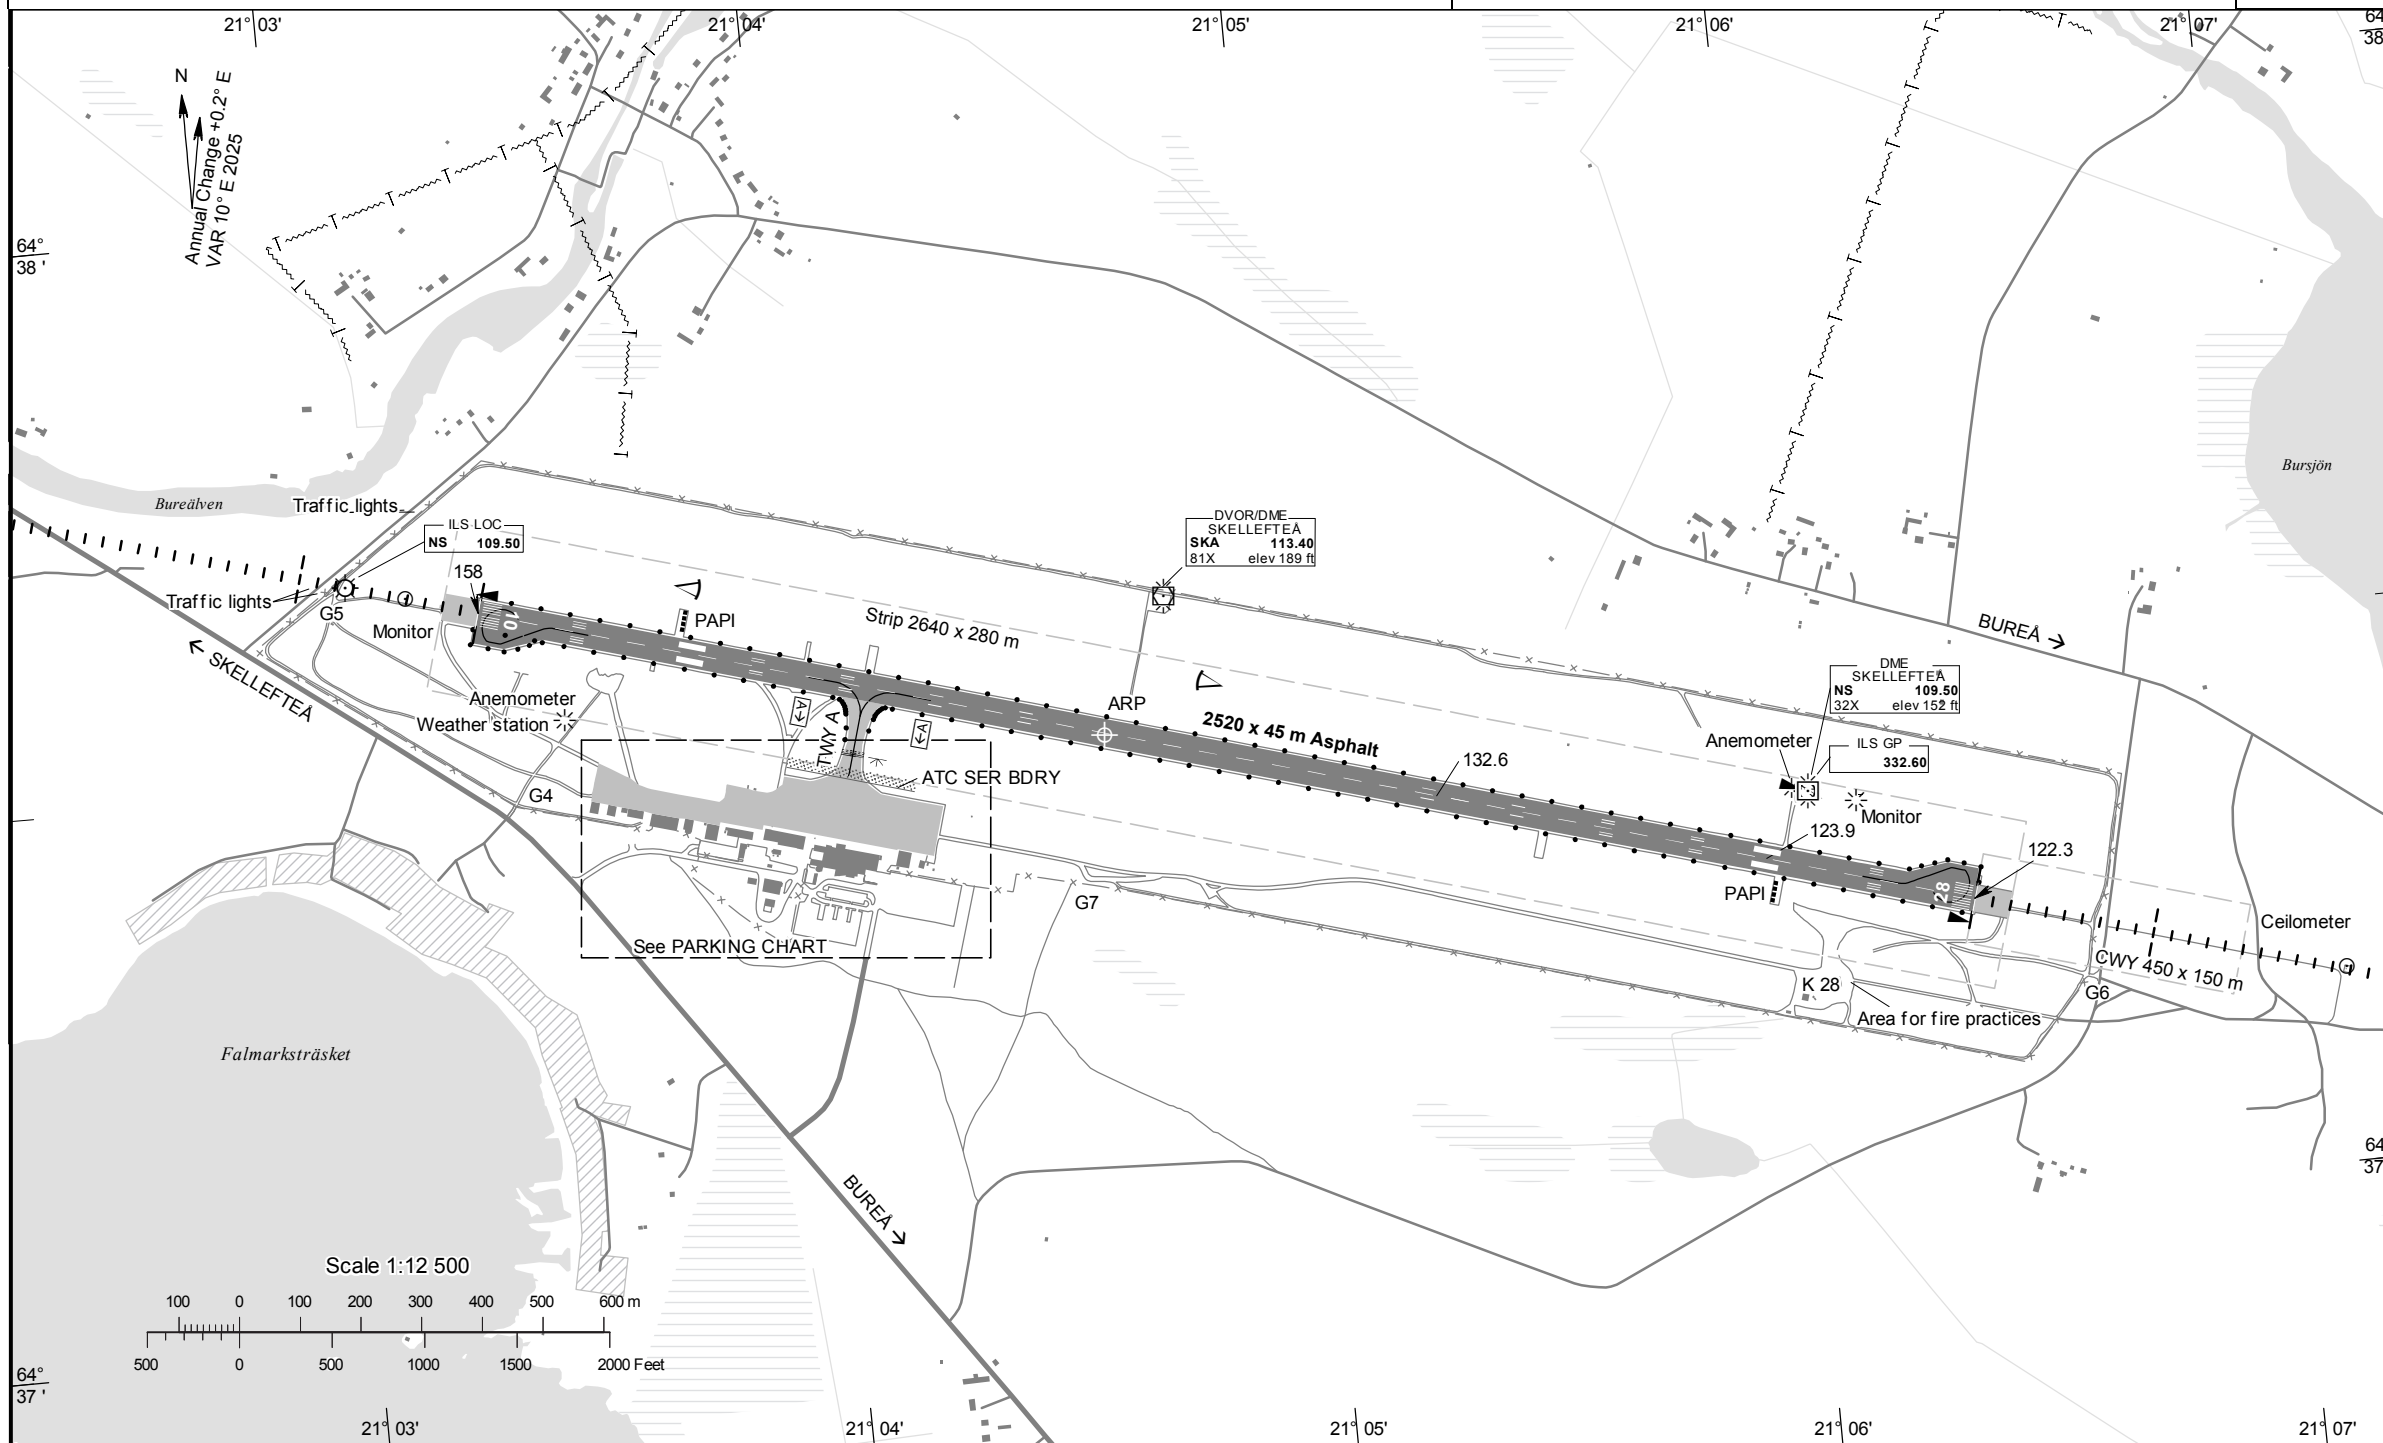 21° 03'
21° 04'
21° 05'
21° 06'
21° 07'
64
38
N
Annual Change +0.2° E
VAR 10° E 2025
64°
38 '
Bursjön
Bureälven
Traffic lights
ILS LOC
NS 109.50
DVOR/DME
SKELLEFTEÅ
SKA 113.40
81X elev 189 ft
158
Traffic lights
G5
Monitor
10
PAPI
Strip 2640 x 280 m
BUREÅ →
← SKELLEFTEÅ
DME
SKELLEFTEÅ
NS 109.50
32X elev 152 ft
Anemometer
Weather station
A→
TWY A
←A
ARP
2520 x 45 m Asphalt
132.6
Anemometer
ILS GP
332.60
Monitor
ATC SER BDRY
G4
123.9
122.3
PAPI
28
G7
See PARKING CHART
Ceilometer
CWY 450 x 150 m
K 28
G6
Area for fire practices
Falmarksträsket
64
37
BUREÅ →
Scale 1:12 500
100 0 100 200 300 400 500 600 m
500 0 500 1000 1500 2000 Feet
64°
37 '
21° 03'
21° 04'
21° 05'
21° 06'
21° 07'